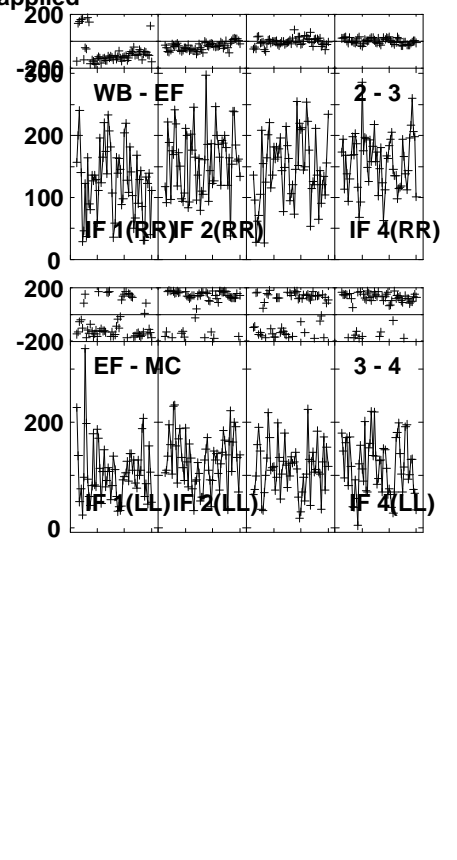 applied
200
-200
300
WB - EF 2 - 3
200
100
IF 1(RR) IF 2(RR) IF 4(RR)
0
200
-200
EF - MC 3 - 4
200
IF 1(LL) IF 2(LL) IF 4(LL)
0